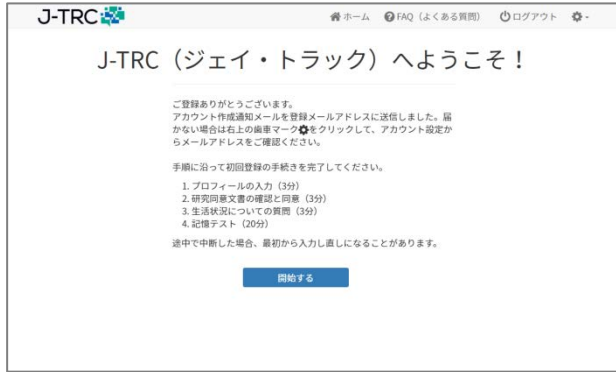 J-TRC
ホーム FAQ（よくある質問） ログアウト
J-TRC（ジェイ・トラック）へようこそ！
ご登録ありがとうございます。
アカウント作成通知メールを登録メールアドレスに送信しました。届
かない場合は右上の歯車マークをクリックして、アカウント設定か
らメールアドレスをご確認ください。
手順に沿って初回登録の手続きを完了してください。
1. プロフィールの入力（3分）
2. 研究同意文書の確認と同意（3分）
3. 生活状況についての質問（3分）
4. 記憶テスト（20分）
途中で中断した場合、最初から入力し直しになることがあります。
開始する